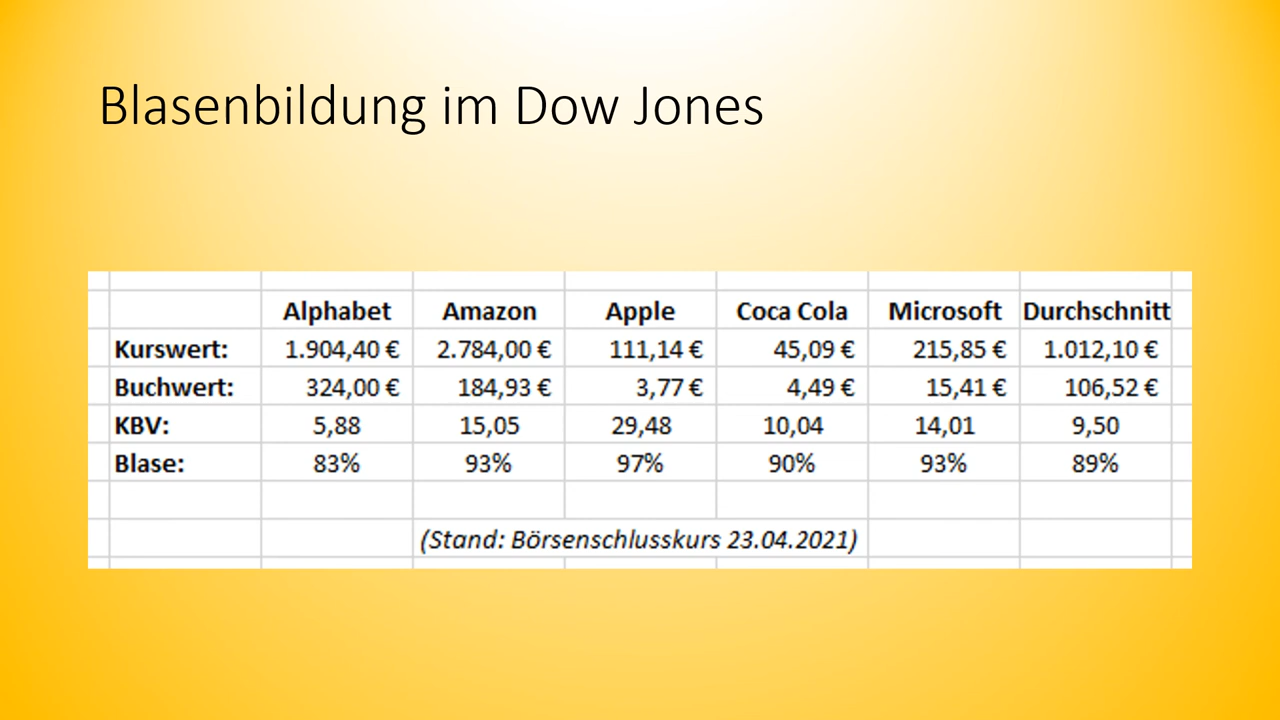 Blasenbildung im Dow Jones
Alphabet Amazon Apple Coca Cola Microsoft Durchschnitt
Kurswert: 1.904,40 € 2.784,00 € 111,14 € 45,09 € 215,85 € 1.012,10 €
Buchwert: 324,00 € 184,93 € 3,77 € 4,49 € 15,41 € 106,52 €
KBV: 5,88 15,05 29,48 10,04 14,01 9,50
Blase: 83% 93% 97% 90% 93% 89%
(Stand: Börsenschlusskurs 23.04.2021)